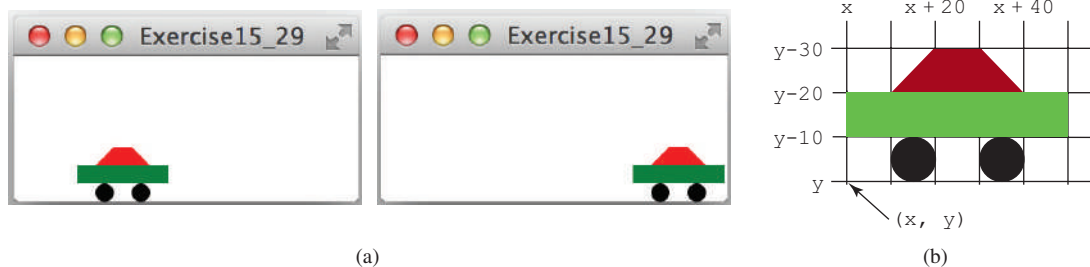 Exercise15_29
Exercise15_29
x x + 20 x + 40
y-30
y-20
y-10
y
(x, y)
(a)
(b)